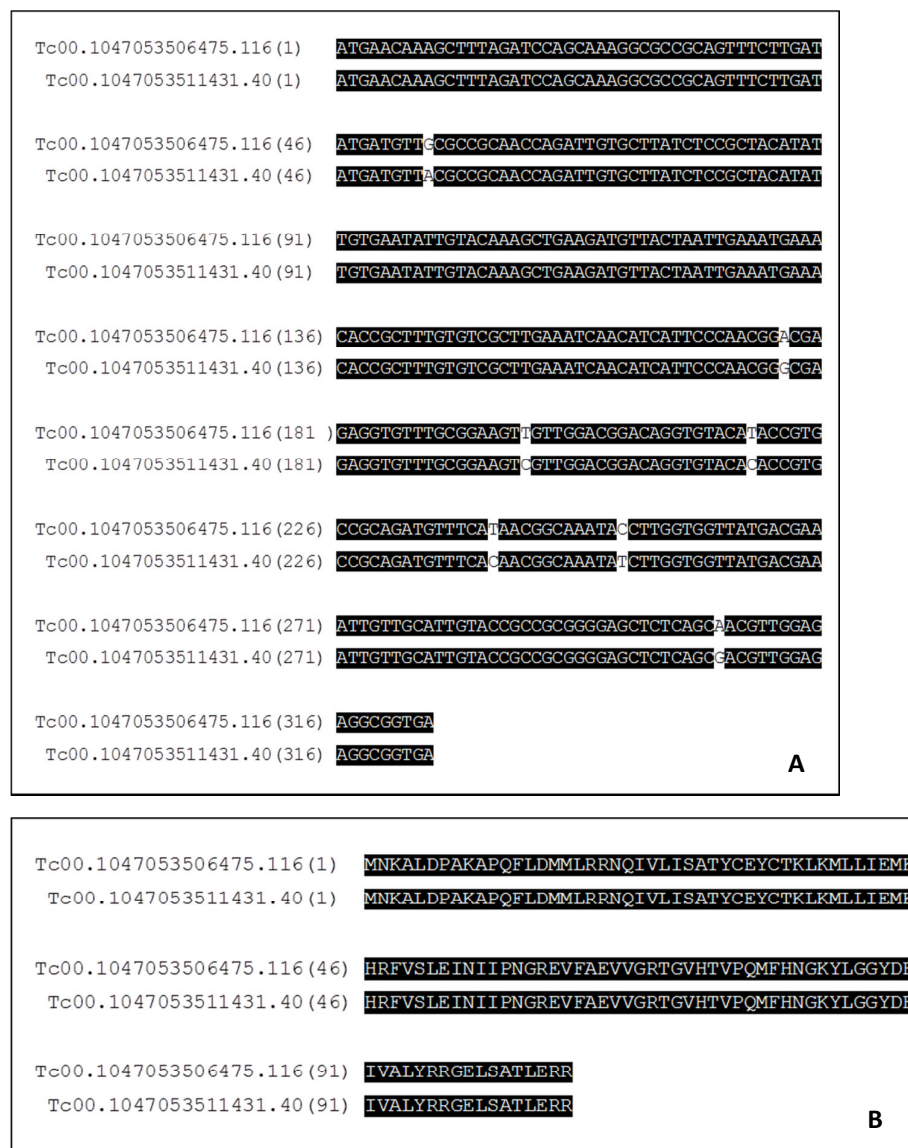 Tc00.1047053506475.116(1) ATGAACAAAGCTTTAGATCCAGCAAAGGCGCCGCAGTTTCTTGAT
Tc00.1047053511431.40(1) ATGAACAAAGCTTTAGATCCAGCAAAGGCGCCGCAGTTTCTTGAT
Tc00.1047053506475.116(46) ATGATGTTGCGCCGCAACCAGATTGTGCTTATCTCCGCTACATAT
Tc00.1047053511431.40(46) ATGATGTTACGCCGCAACCAGATTGTGCTTATCTCCGCTACATAT
Tc00.1047053506475.116(91) TGTGAATATTGTACAAAGCTGAAGATGTTACTAATTGAAATGAAA
Tc00.1047053511431.40(91) TGTGAATATTGTACAAAGCTGAAGATGTTACTAATTGAAATGAAA
Tc00.1047053506475.116(136) CACCGCTTTGTGTCGCTTGAAATCAACATCATTCCCAACGGACGA
Tc00.1047053511431.40(136) CACCGCTTTGTGTCGCTTGAAATCAACATCATTCCCAACGGGCGA
Tc00.1047053506475.116(181 )GAGGTGTTTGCGGAAGTTGTTGGACGGACAGGTGTACATACCGTG
Tc00.1047053511431.40(181) GAGGTGTTTGCGGAAGTCGTTGGACGGACAGGTGTACACACCGTG
Tc00.1047053506475.116(226) CCGCAGATGTTTCATAACGGCAAATACCTTGGTGGTTATGACGAA
Tc00.1047053511431.40(226) CCGCAGATGTTTCACAACGGCAAATATCTTGGTGGTTATGACGAA
Tc00.1047053506475.116(271) ATTGTTGCATTGTACCGCCGCGGGGAGCTCTCAGCAACGTTGGAG
Tc00.1047053511431.40(271) ATTGTTGCATTGTACCGCCGCGGGGAGCTCTCAGCGACGTTGGAG
Tc00.1047053506475.116(316) AGGCGGTGA
Tc00.1047053511431.40(316) AGGCGGTGA
A
Tc00.1047053506475.116(1) MNKALDPAKAPQFLDMMLRRNQIVLISATYCEYCTKLKMLLIEMK
Tc00.1047053511431.40(1) MNKALDPAKAPQFLDMMLRRNQIVLISATYCEYCTKLKMLLIEMK
Tc00.1047053506475.116(46) HRFVSLEINIIPNGREVFAEVVGRTGVHTVPQMFHNGKYLGGYDE
Tc00.1047053511431.40(46) HRFVSLEINIIPNGREVFAEVVGRTGVHTVPQMFHNGKYLGGYDE
Tc00.1047053506475.116(91) IVALYRRGELSATLERR
Tc00.1047053511431.40(91) IVALYRRGELSATLERR
B